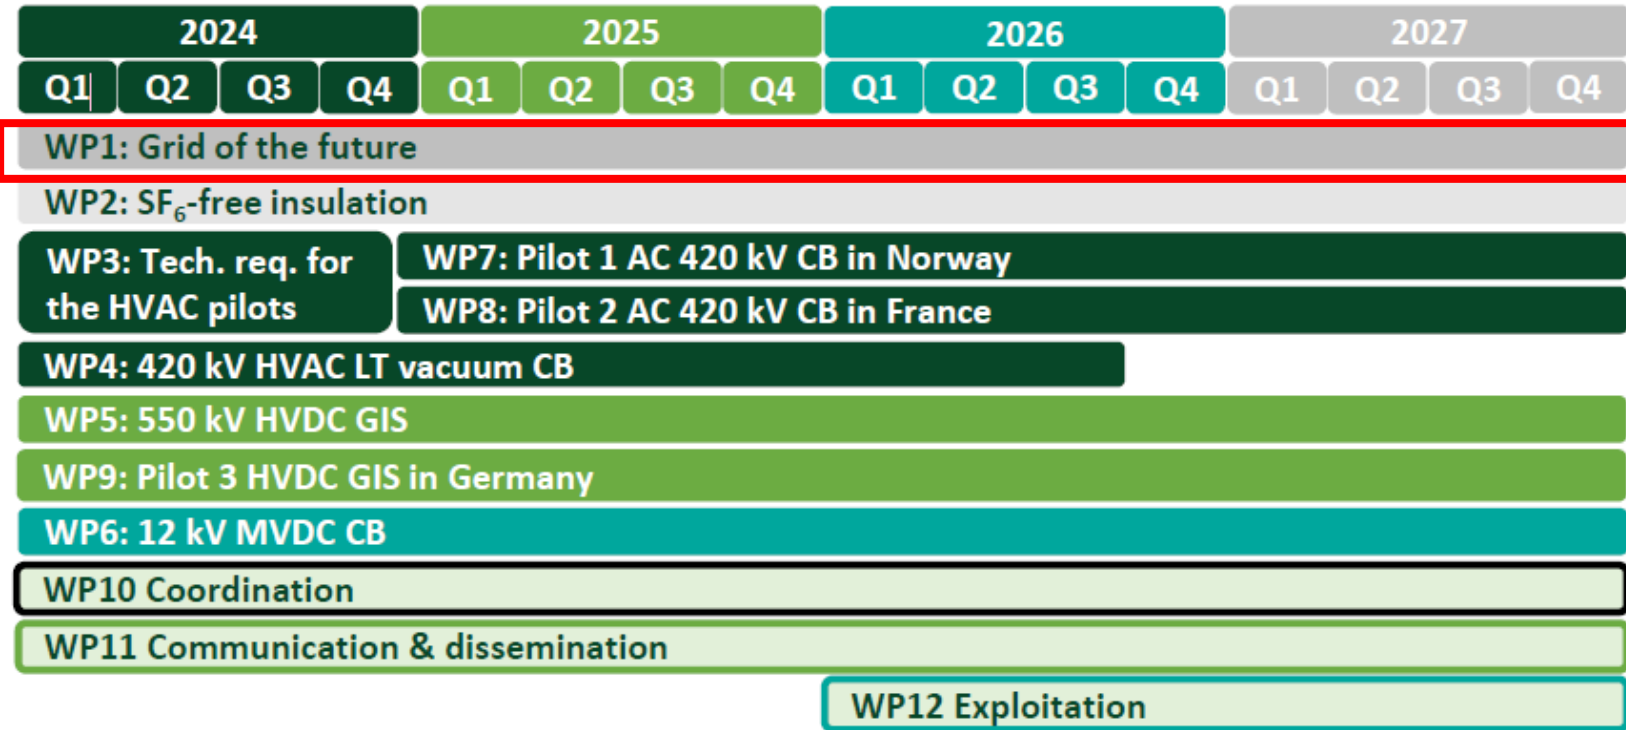 2024 2025 2026 2027
Q1 Q2 Q3 Q4 Q1 Q2 Q3 Q4 Q1 Q2 Q3 Q4 Q1 Q2 Q3 Q4
WP1: Grid of the future
WP2: SF₆-free insulation
WP3: Tech. req. for
the HVAC pilots
WP7: Pilot 1 AC 420 kV CB in Norway
WP8: Pilot 2 AC 420 kV CB in France
WP4: 420 kV HVAC LT vacuum CB
WP5: 550 kV HVDC GIS
WP9: Pilot 3 HVDC GIS in Germany
WP6: 12 kV MVDC CB
WP10 Coordination
WP11 Communication & dissemination
WP12 Exploitation